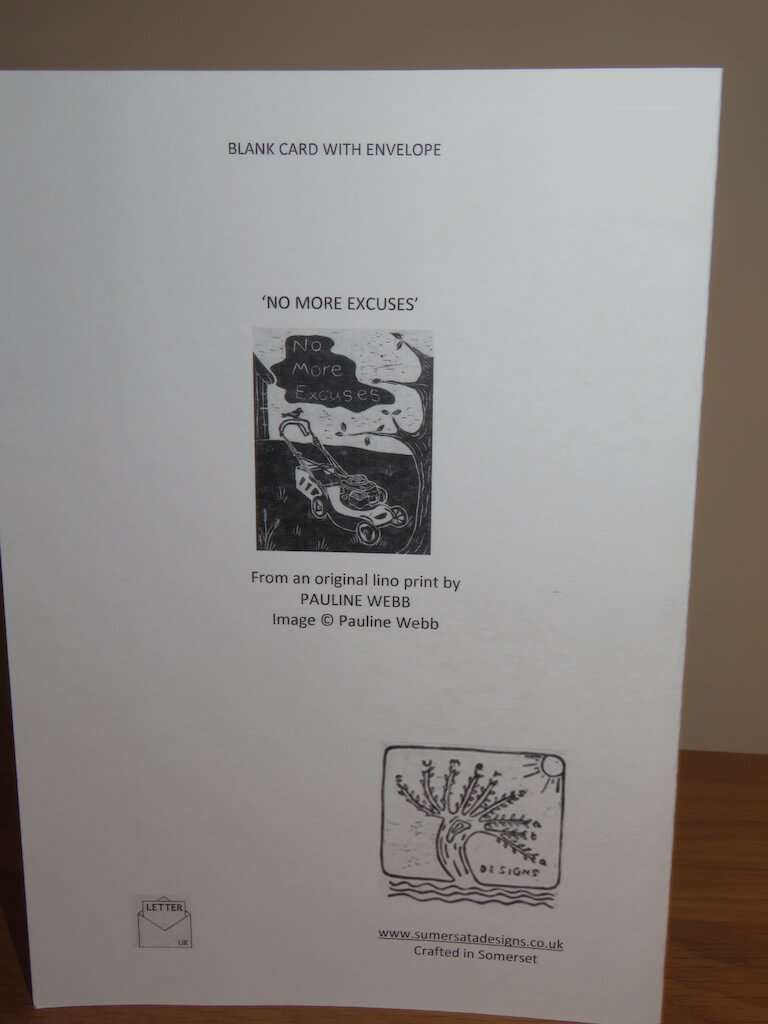 BLANK CARD WITH ENVELOPE
‘NO MORE EXCUSES’
No
More
Excuses
From an original lino print by
PAULINE WEBB
Image © Pauline Webb
SUMERSATA
DESIGNS
LETTER
UK
www.sumersatadesigns.co.uk
Crafted in Somerset